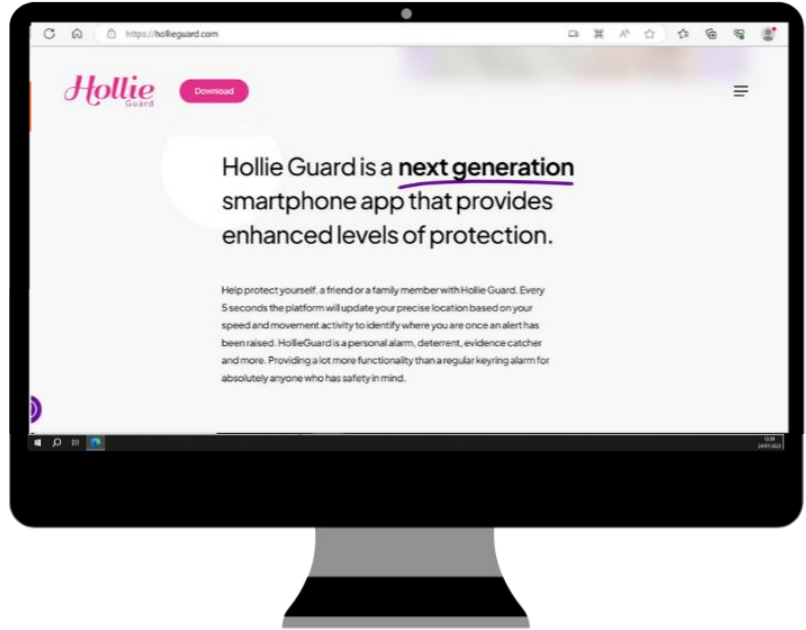 https://hollieguard.com
Hollie
Guard
Download
Hollie Guard is a next generation
smartphone app that provides
enhanced levels of protection.
Help protect yourself, a friend or a family member with Hollie Guard. Every
5 seconds the platform will update your precise location based on your
speed and movement activity to identify where you are once an alert has
been raised. HollieGuard is a personal alarm, deterrent, evidence catcher
and more. Providing a lot more functionality than a regular keyring alarm for
absolutely anyone who has safety in mind.